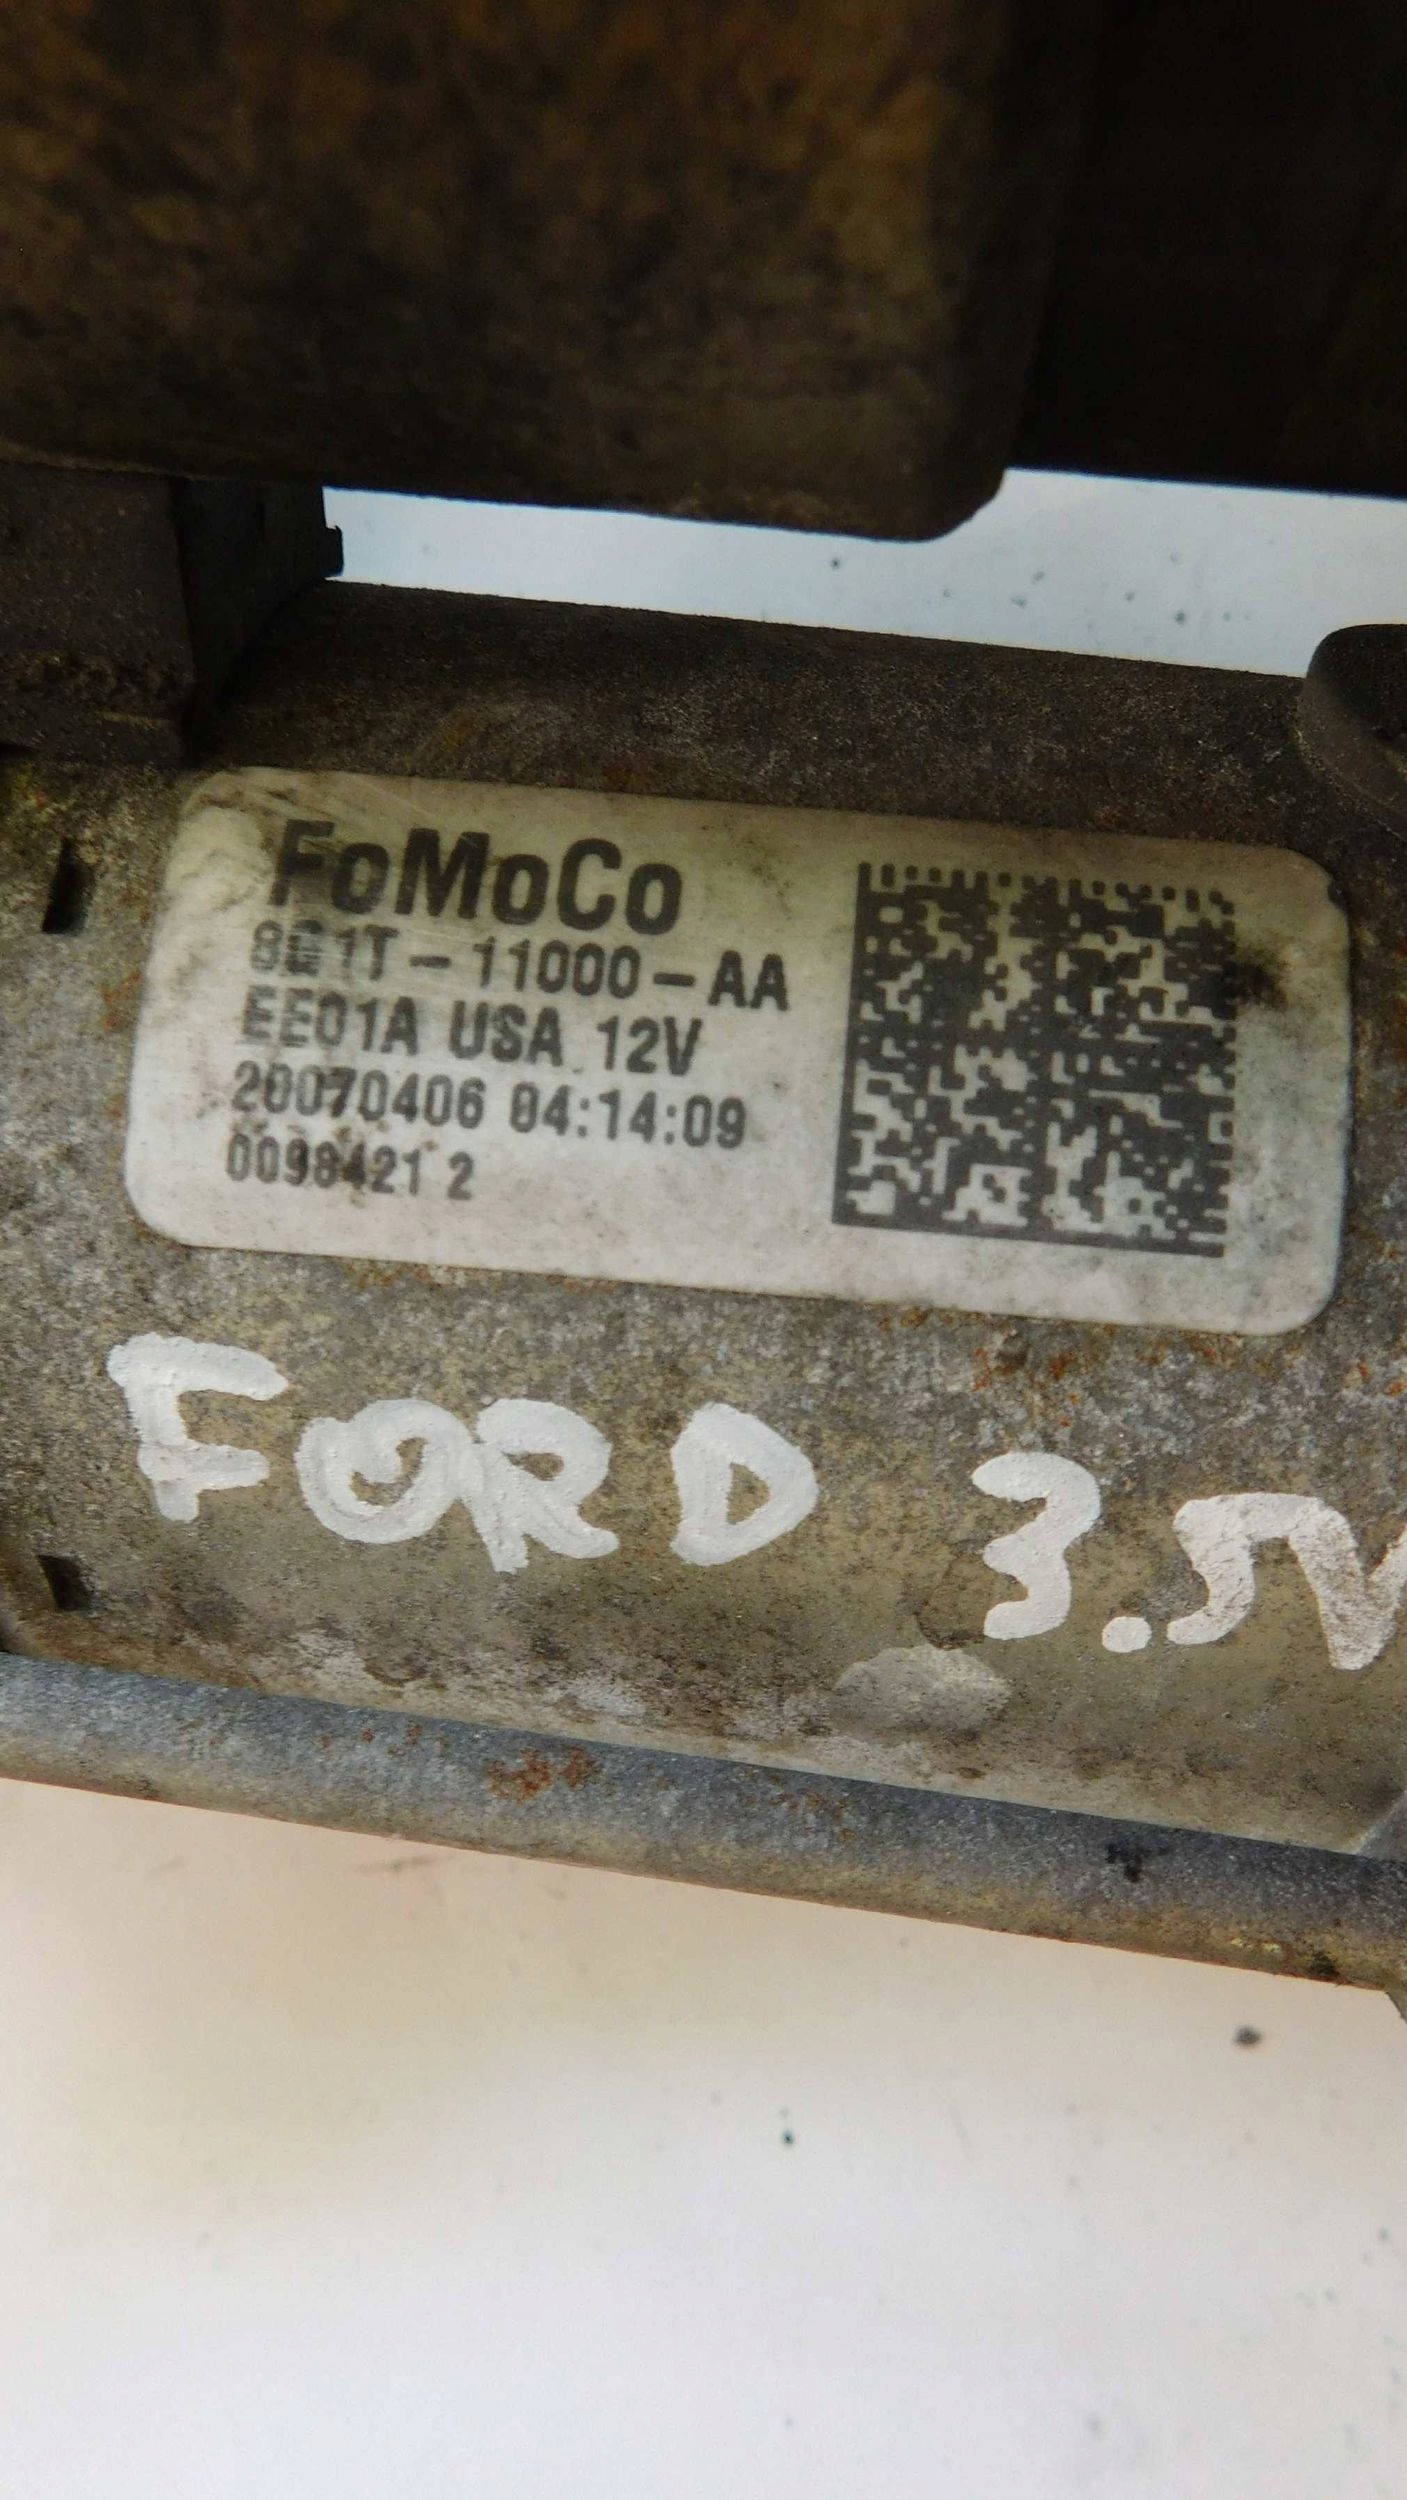 FoMoCo
8G1T-11000-AA
EE01A USA 12V
20070406 04:14:09
0098421 2
FORD 3.5V